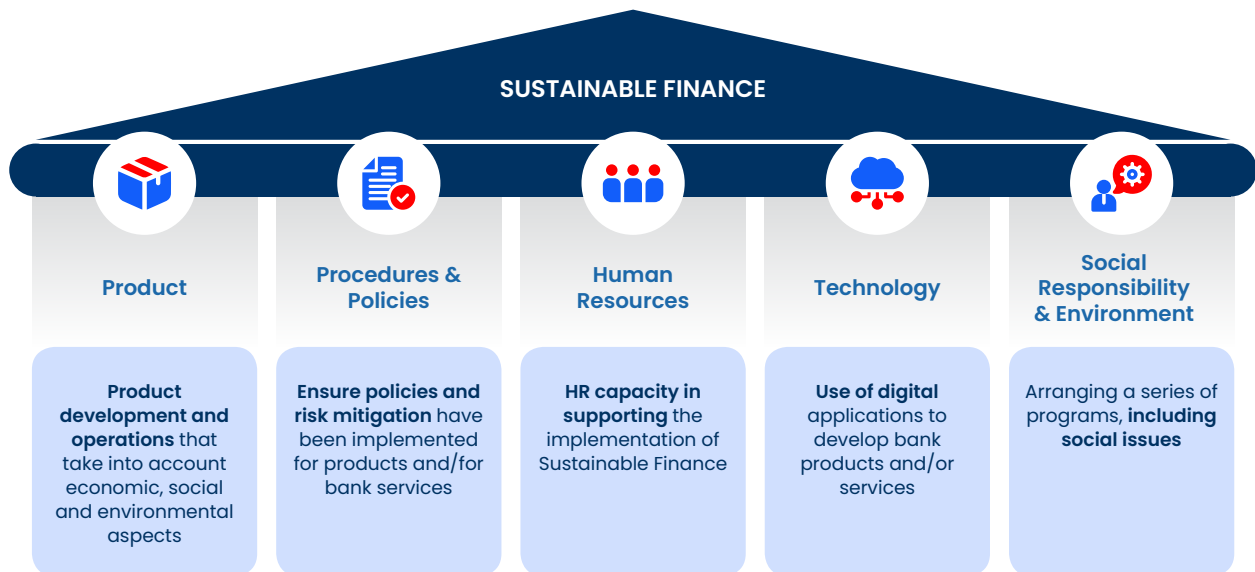 SUSTAINABLE FINANCE
Product
Procedures &
Policies
Human
Resources
Technology
Social
Responsibility
& Environment
Product
development and
operations that
take into account
economic, social
and environmental
aspects
Ensure policies and
risk mitigation have
been implemented
for products and/for
bank services
HR capacity in
supporting the
implementation of
Sustainable Finance
Use of digital
applications to
develop bank
products and/or
services
Arranging a series of
programs, including
social issues